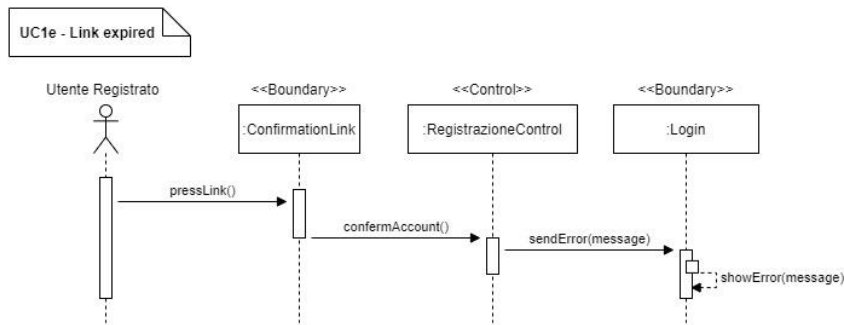 UC1e - Link expired
Utente Registrato
<<Boundary>>
<<Control>>
<<Boundary>>
:ConfirmationLink
:RegistrazioneControl
:Login
pressLink()
confermAccount()
sendError(message)
showError(message)